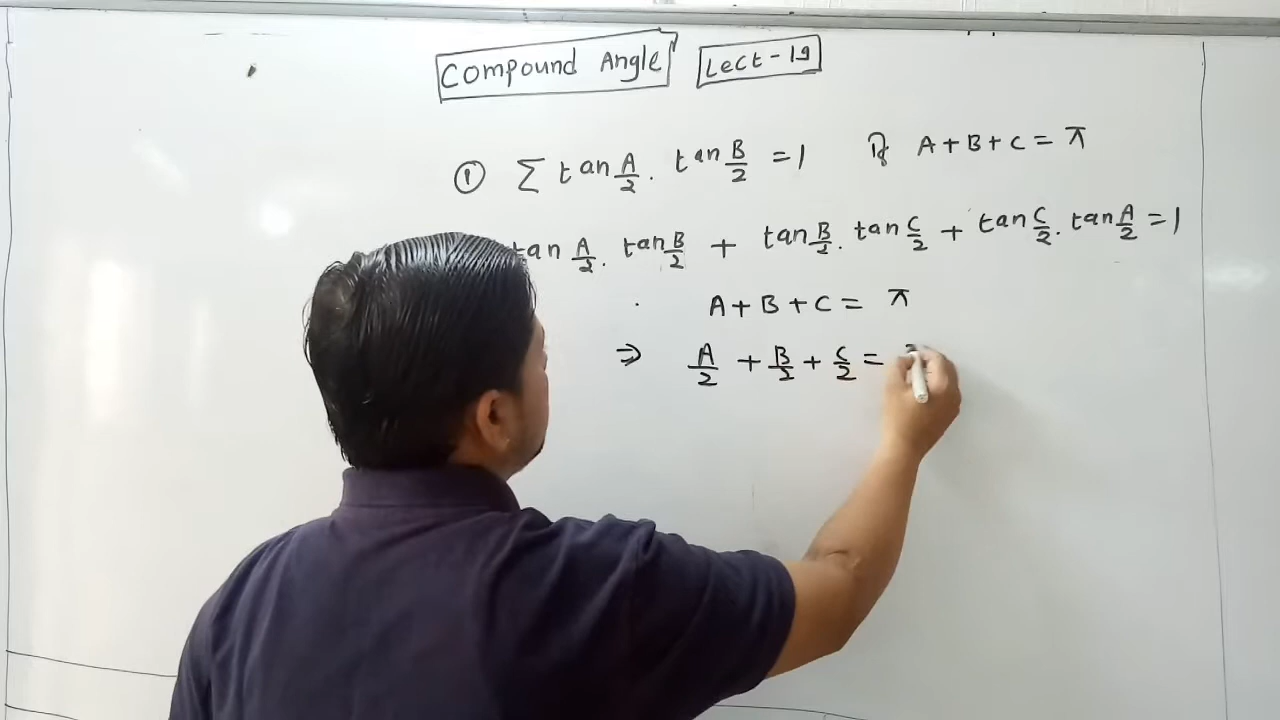 Compound Angle Lect-19
① ∑ tan A/2 . tan B/2 = 1 If A + B + C = π
tan A/2 . tan B/2 + tan B/2 . tan C/2 + tan C/2 . tan A/2 = 1
A + B + C = π
⇒ A/2 + B/2 + C/2 =